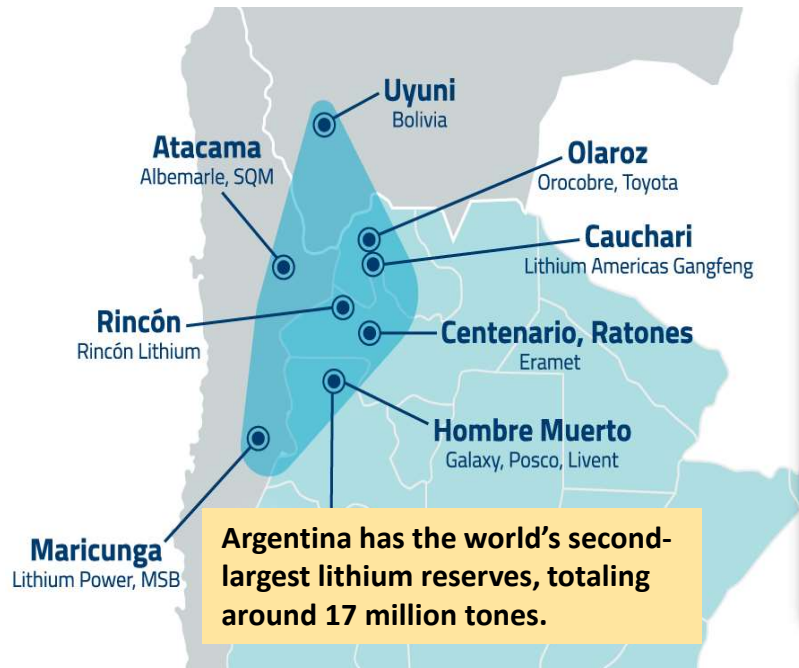 Uyuni
Bolivia
Atacama
Albemarle, SQM
Olaroz
Orocobre, Toyota
Cauchari
Lithium Americas Gangfeng
Rincón
Rincón Lithium
Centenario, Ratones
Eramet
Hombre Muerto
Galaxy, Posco, Livent
Maricunga
Lithium Power, MSB
Argentina has the world’s second-
largest lithium reserves, totaling
around 17 million tones.